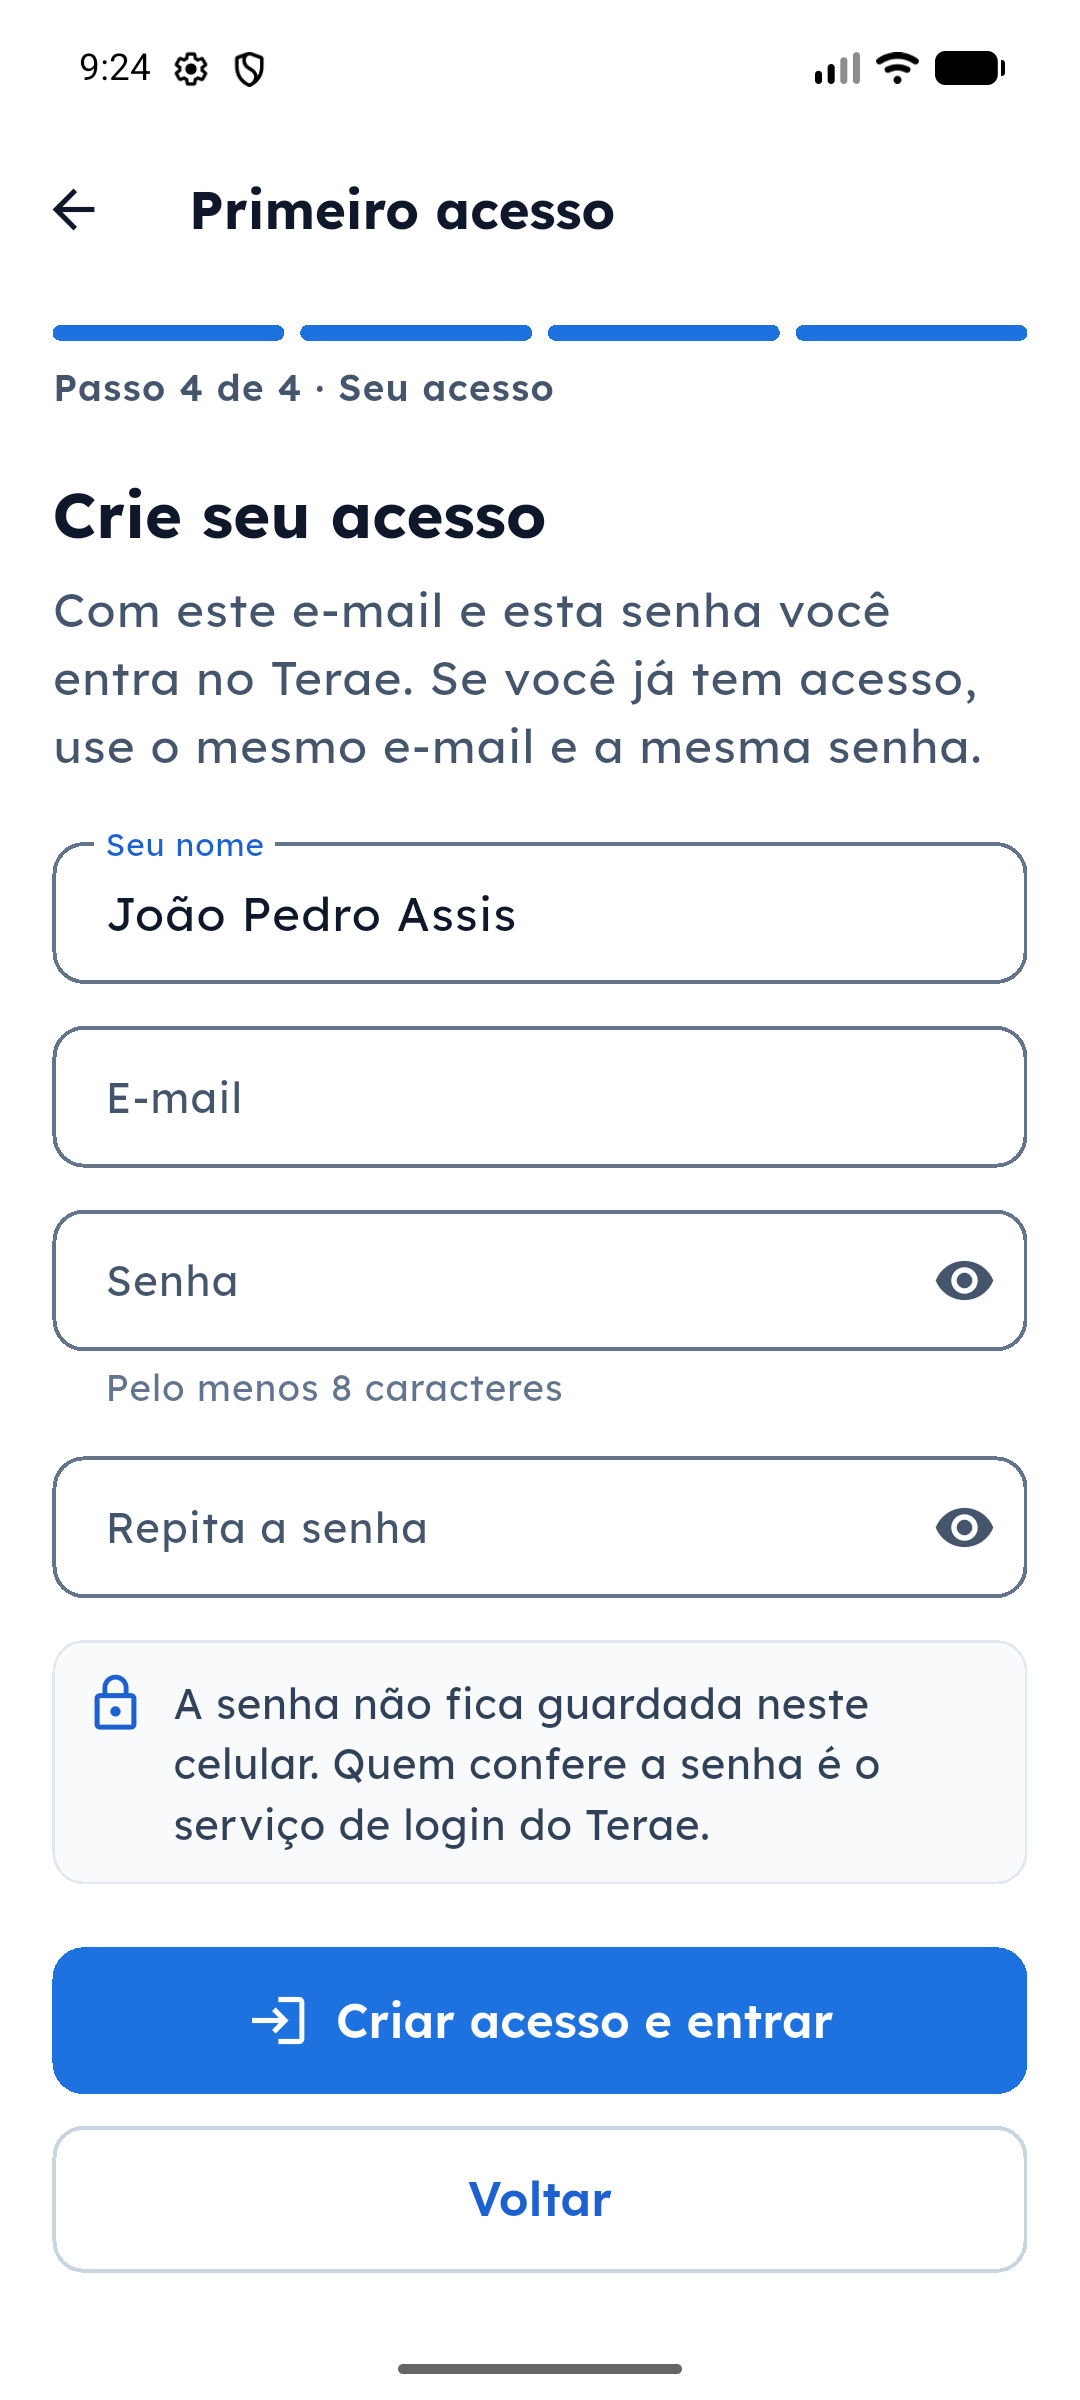 9:24
Primeiro acesso
Passo 4 de 4 · Seu acesso
Crie seu acesso
Com este e-mail e esta senha você
entra no Terae. Se você já tem acesso,
use o mesmo e-mail e a mesma senha.
Seu nome
João Pedro Assis
E-mail
Senha
Pelo menos 8 caracteres
Repita a senha
A senha não fica guardada neste
celular. Quem confere a senha é o
serviço de login do Terae.
Criar acesso e entrar
Voltar